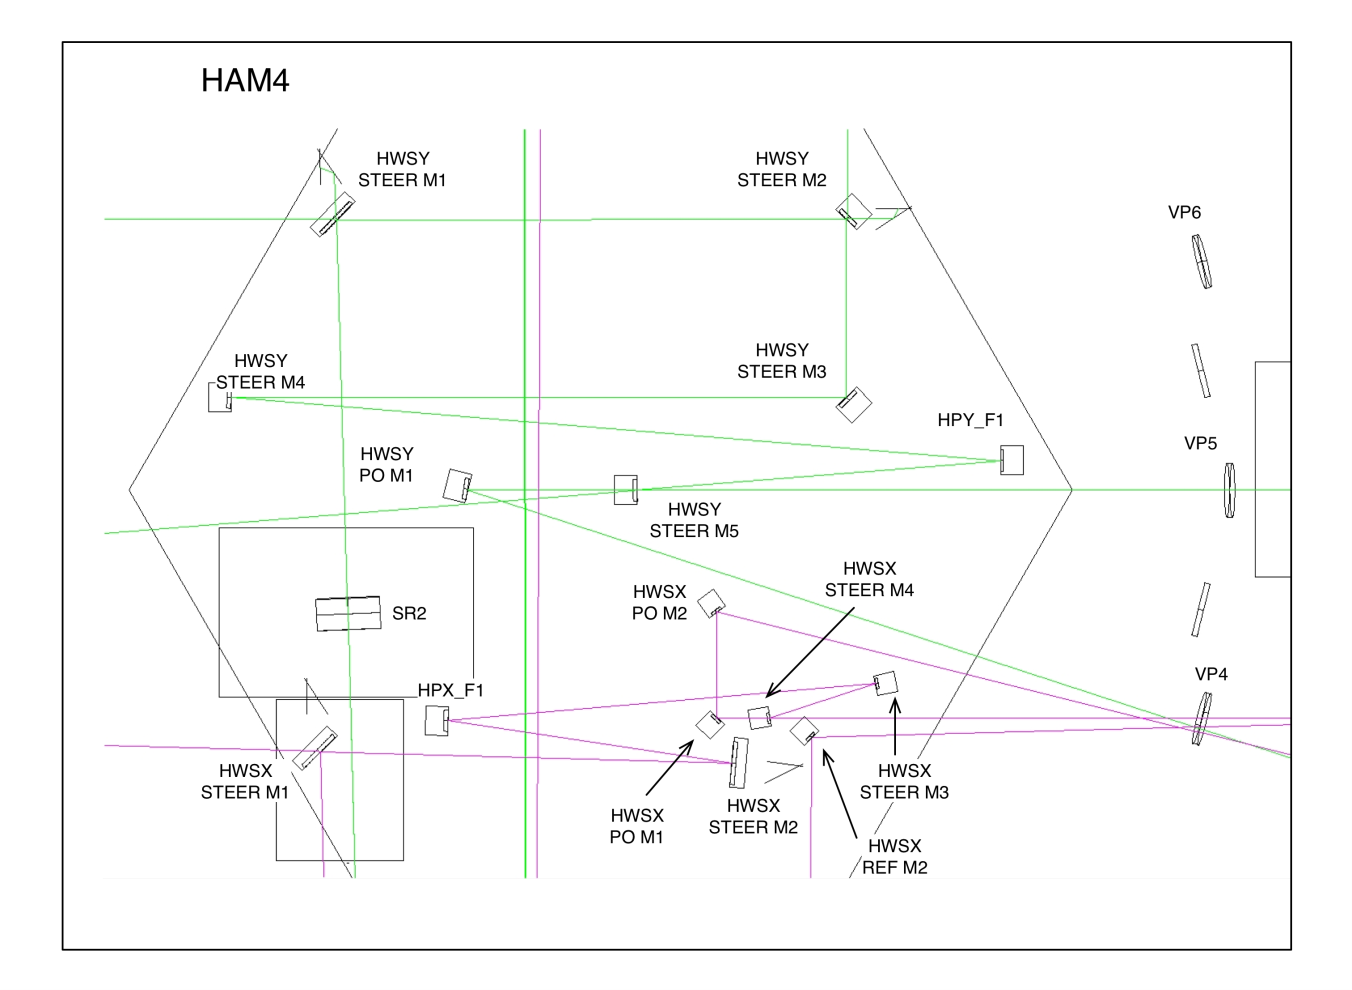 HAM4
HWSY
STEER M1
HWSY
STEER M2
VP6
HWSY
STEER M4
HWSY
STEER M3
HPY_F1
HWSY
PO M1
VP5
HWSY
STEER M5
HWSX
STEER M4
HWSX
PO M2
SR2
HPX_F1
VP4
HWSX
STEER M1
HWSX
STEER M3
HWSX
STEER M2
HWSX
PO M1
HWSX
REF M2